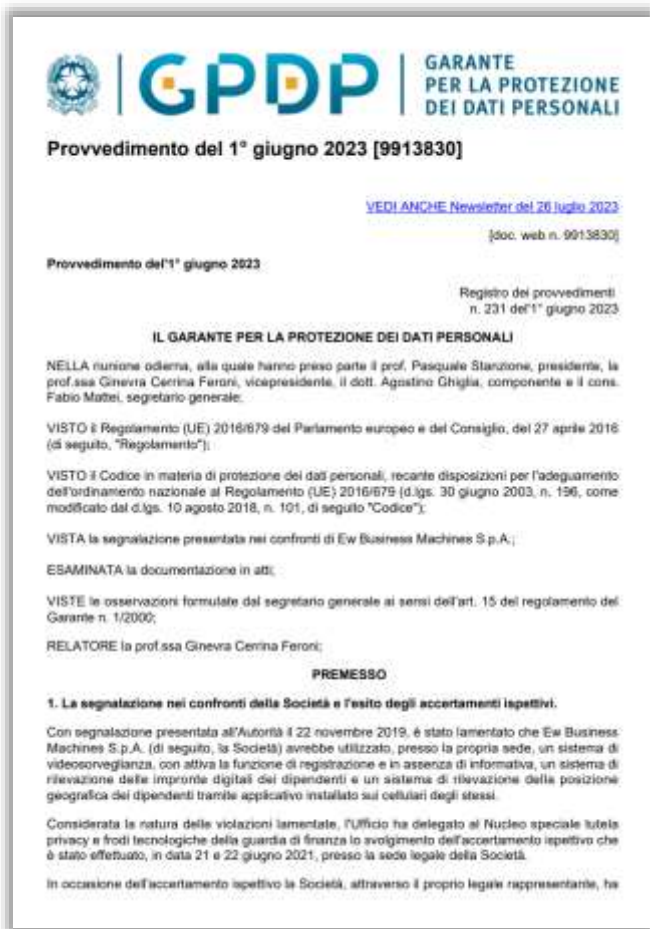 GPDP
GARANTE
PER LA PROTEZIONE
DEI DATI PERSONALI
Provvedimento del 1° giugno 2023 [9913830]
VEDI ANCHE Newsletter del 26 luglio 2023
[doc. web n. 9913830]
Provvedimento del'1° giugno 2023
Registro dei provvedimenti
n. 231 del'1° giugno 2023
IL GARANTE PER LA PROTEZIONE DEI DATI PERSONALI
NELLA riunione odierna, alla quale hanno preso parte il prof. Pasquale Stanzione, presidente, la
prof.ssa Ginevra Cerrina Feroni, vicepresidente, il dott. Agostino Ghiglia, componente e il cons.
Fabio Mattei, segretario generale;
VISTO il Regolamento (UE) 2016/679 del Parlamento europeo e del Consiglio, del 27 aprile 2016
(di seguito, "Regolamento");
VISTO il Codice in materia di protezione dei dati personali, recante disposizioni per l'adeguamento
dell'ordinamento nazionale al Regolamento (UE) 2016/679 (d.lgs. 30 giugno 2003, n. 196, come
modificato dal d.lgs. 10 agosto 2018, n. 101, di seguito "Codice");
VISTA la segnalazione presentata nei confronti di Ew Business Machines S.p.A.;
ESAMINATA la documentazione in atti;
VISTE le osservazioni formulate dal segretario generale ai sensi dell'art. 15 del regolamento del
Garante n. 1/2000;
RELATORE la prof.ssa Ginevra Cerrina Feroni;
PREMESSO
1. La segnalazione nei confronti della Società e l'esito degli accertamenti ispettivi.
Con segnalazione presentata all'Autorità il 22 novembre 2019, è stato lamentato che Ew Business
Machines S.p.A. (di seguito, la Società) avrebbe utilizzato, presso la propria sede, un sistema di
videosorveglianza, con attiva la funzione di registrazione e in assenza di informativa, un sistema di
rilevazione delle impronte digitali dei dipendenti e un sistema di rilevazione della posizione
geografica dei dipendenti tramite applicativo installato sui cellulari degli stessi.
Considerata la natura delle violazioni lamentate, l'Ufficio ha delegato al Nucleo speciale tutela
privacy e frodi tecnologiche della guardia di finanza lo svolgimento dell'accertamento ispettivo che
è stato effettuato, in data 21 e 22 giugno 2021, presso la sede legale della Società.
In occasione dell'accertamento ispettivo la Società, attraverso il proprio legale rappresentante, ha